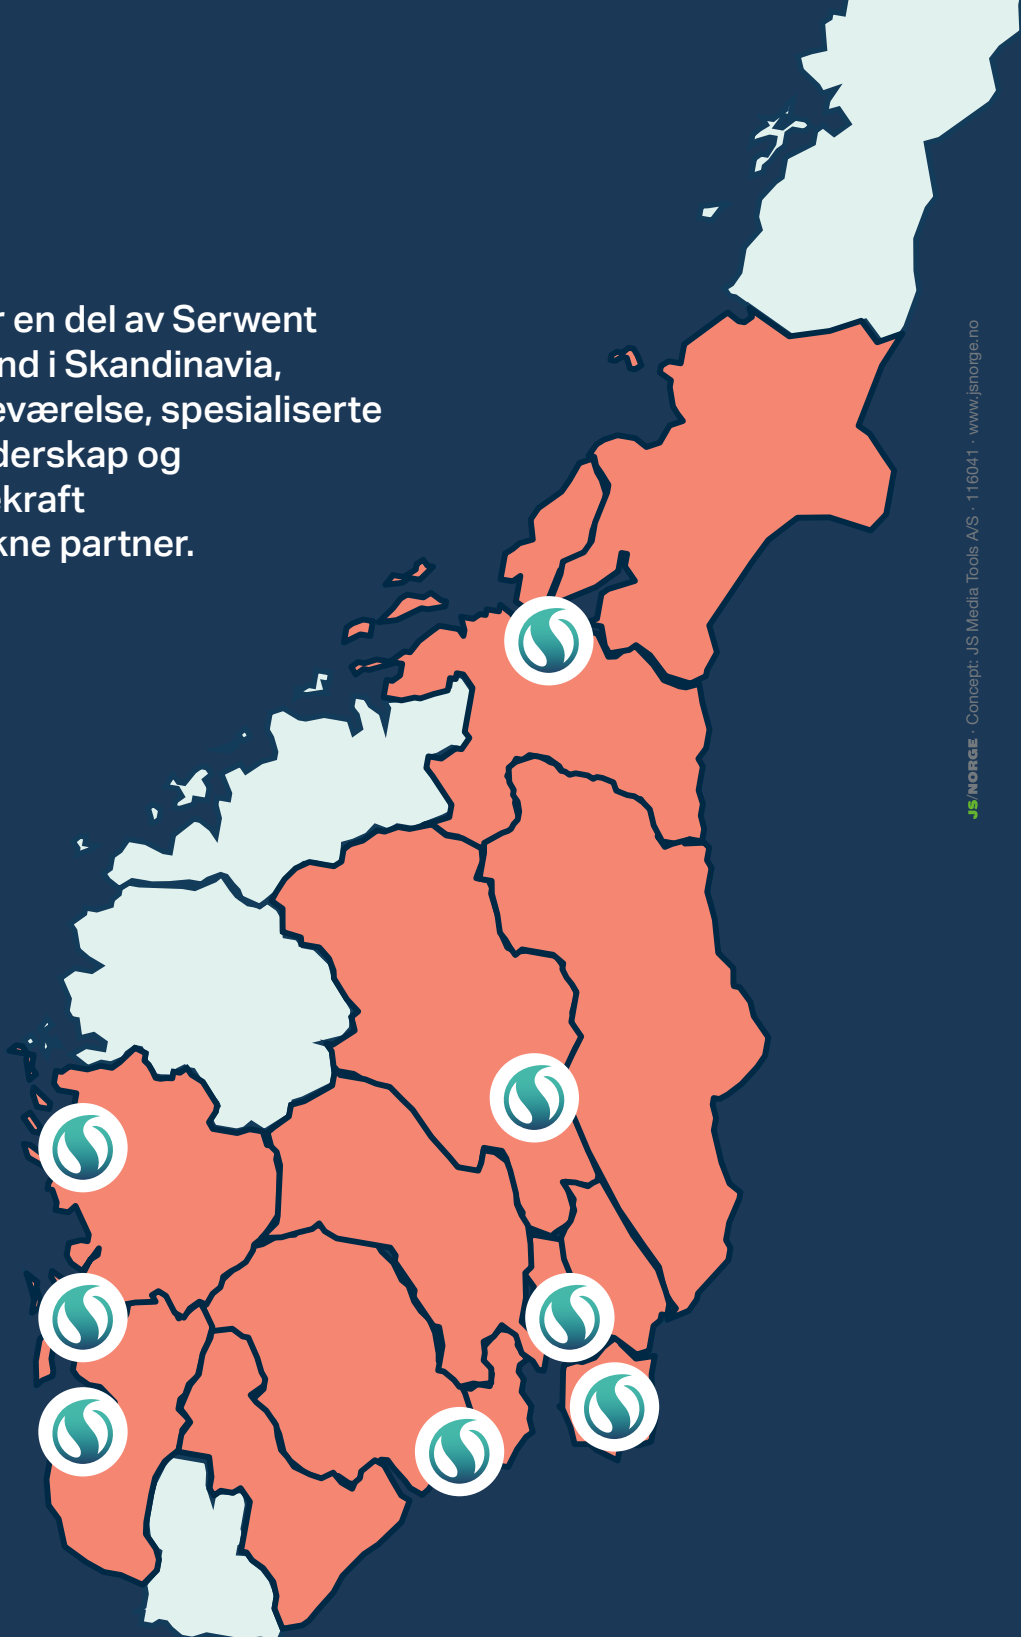 r en del av Serwent
nd i Skandinavia,
eværelse, spesialiserte
derskap og
ekraft
kne partner.
JS/NORGE · Concept: JS Media Tools A/S · 116041 · www.jsnorge.no